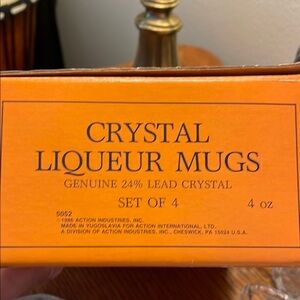 CRYSTAL
LIQUEUR MUGS
GENUINE 24% LEAD CRYSTAL
SET OF 4 4 oz
5052
©1986 ACTION INDUSTRIES, INC.
MADE IN YUGOSLAVIA FOR ACTION INTERNATIONAL, LTD.,
A DIVISION OF ACTION INDUSTRIES, INC., CHESWICK, PA 15024 U.S.A.